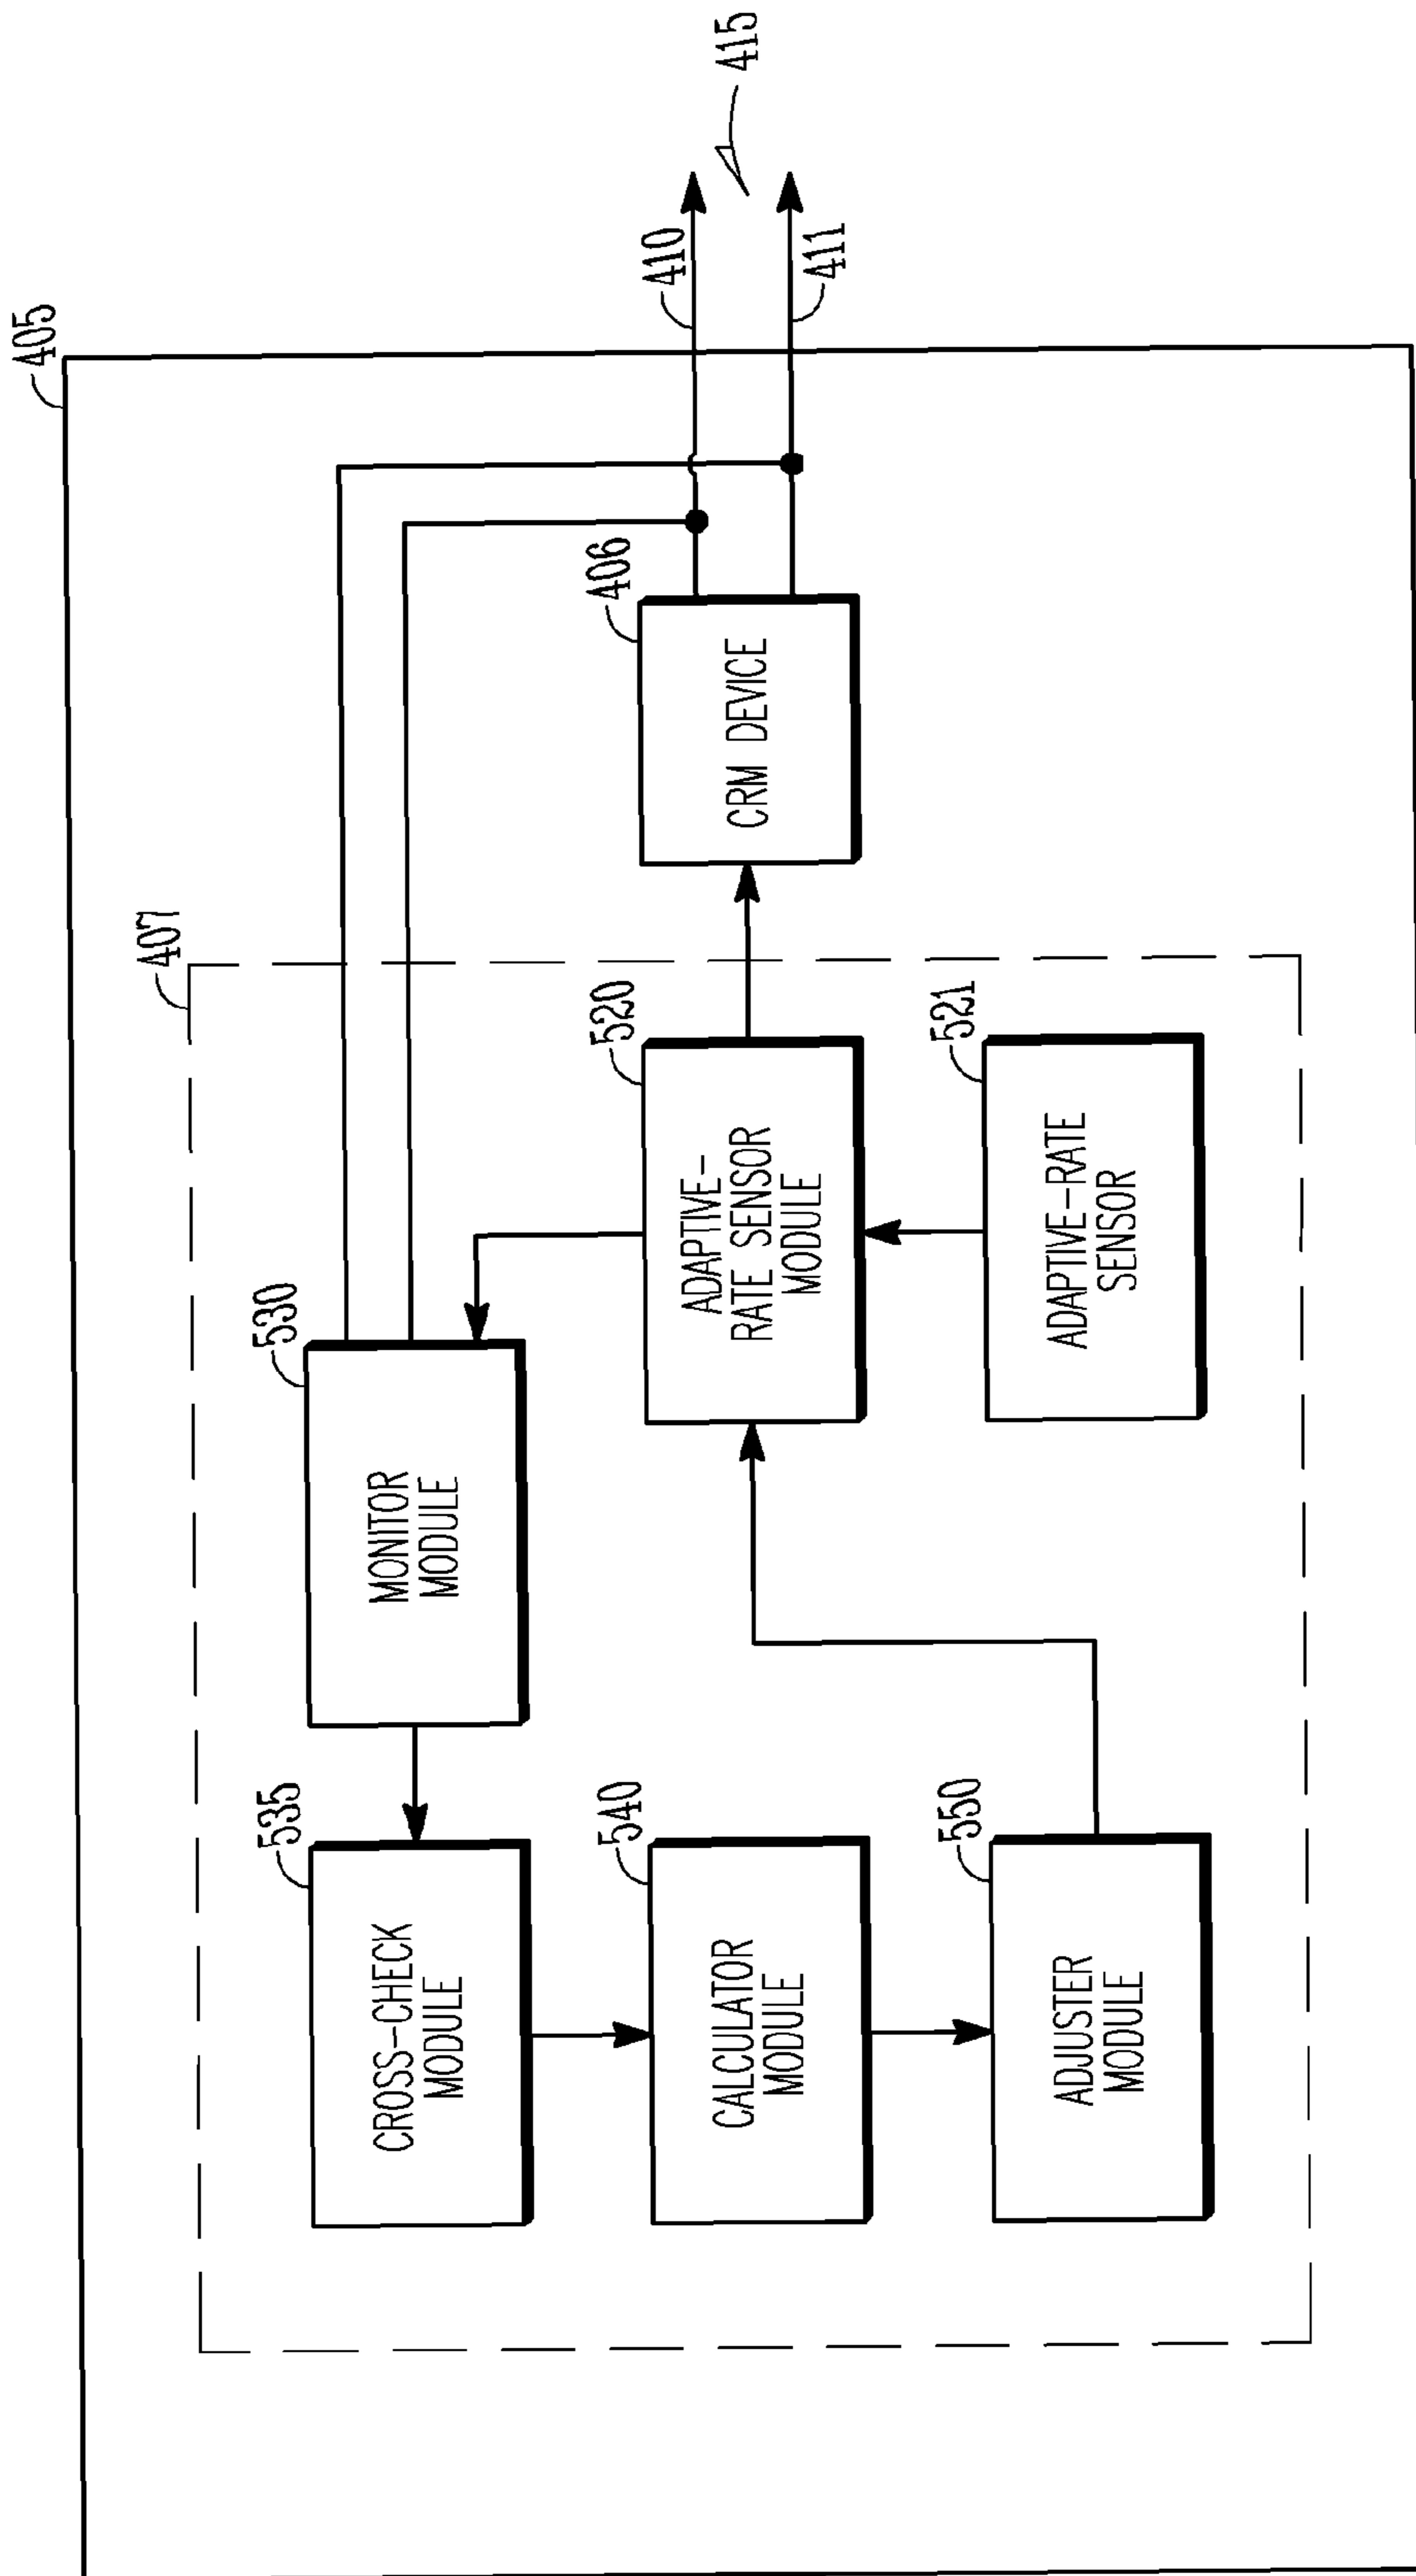 405
407
535
CROSS-CHECK
MODULE
530
MONITOR
MODULE
540
CALCULATOR
MODULE
520
ADAPTIVE-
RATE SENSOR
MODULE
406
CRM DEVICE
410
411
415
550
ADJUSTER
MODULE
521
ADAPTIVE-RATE
SENSOR